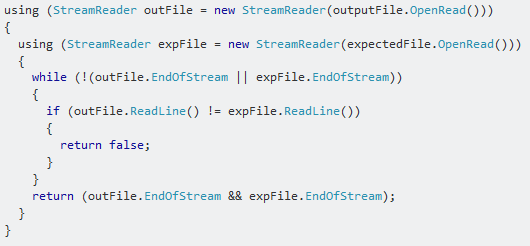 using (StreamReader outFile = new StreamReader(outputFile.OpenRead()))
{
  using (StreamReader expFile = new StreamReader(expectedFile.OpenRead()))
  {
    while (!(outFile.EndOfStream || expFile.EndOfStream))
    {
      if (outFile.ReadLine() != expFile.ReadLine())
      {
        return false;
      }
    }
    return (outFile.EndOfStream && expFile.EndOfStream);
  }
}